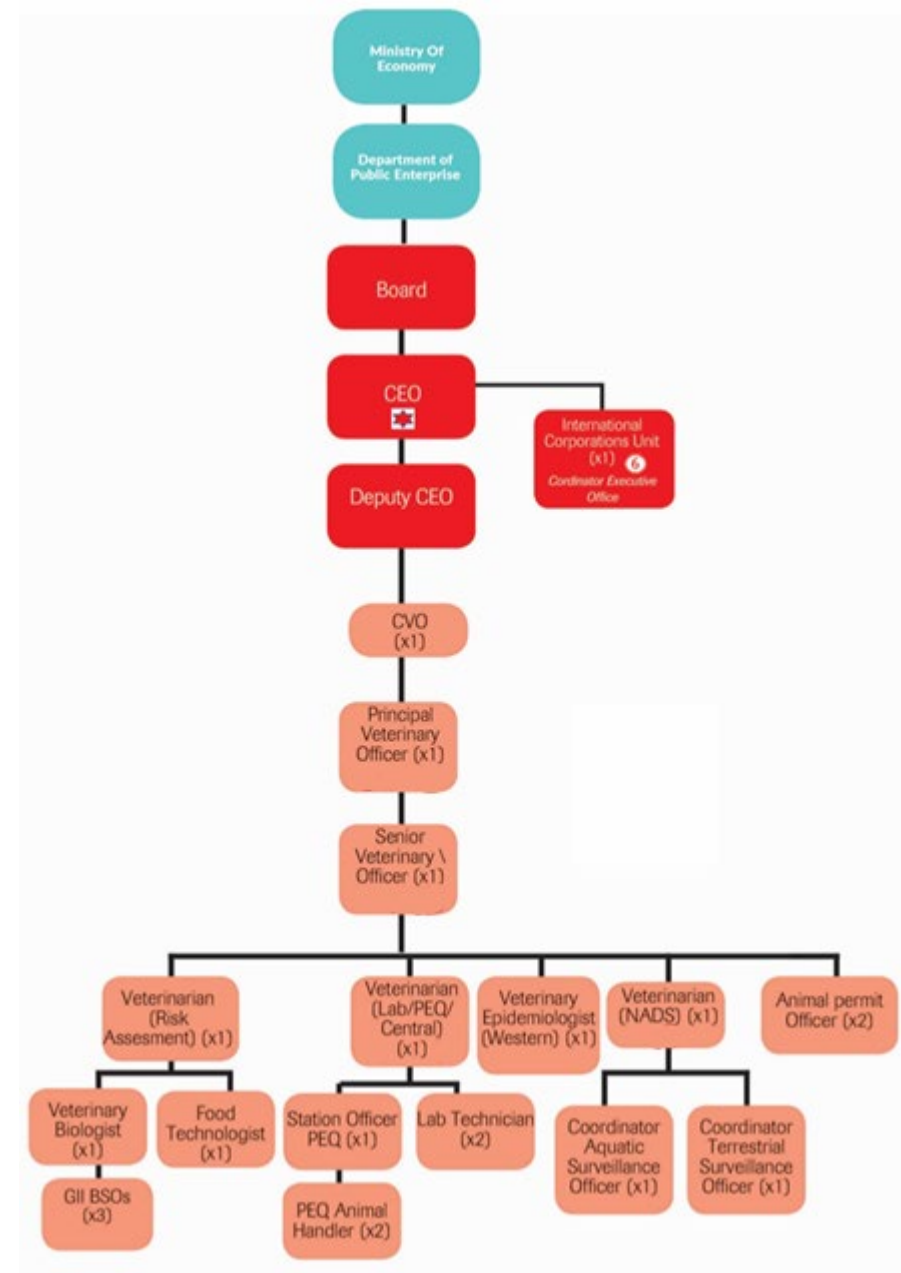 Ministry Of
Economy
Department of
Public Enterprise
Board
CEO
International
Corporations Unit
(x1) 6
Cordinator Executive
Office
Deputy CEO
CVO
(x1)
Principal
Veterinary
Officer (x1)
Senior
Veterinary \
Officer (x1)
Veterinarian
(Risk
Assesment) (x1)
Veterinarian
(Lab/PEQ/
Central)
(x1)
Veterinary
Epidemiologist
(Western) (x1)
Veterinarian
(NADS) (x1)
Animal permit
Officer (x2)
Veterinary
Biologist
(x1)
Food
Technologist
(x1)
Station Officer
PEQ (x1)
Lab Technician
(x2)
Coordinator
Aquatic
Surveillance
Officer (x1)
Coordinator
Terrestrial
Surveillance
Officer (x1)
GII BSOs
(x3)
PEQ Animal
Handler (x2)